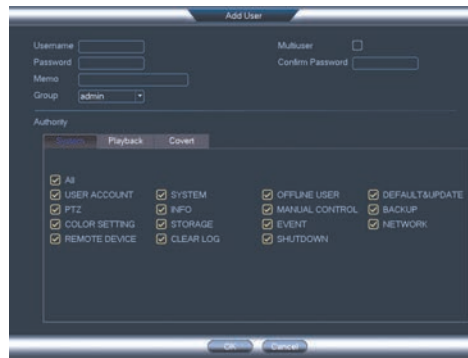 Add User
Username Multiuser
Password Confirm Password
Memo
Group admin
Authority
System Playback Covert
All
USER ACCOUNT SYSTEM OFFLINE USER DEFAULT&UPDATE
PTZ INFO MANUAL CONTROL BACKUP
COLOR SETTING STORAGE EVENT NETWORK
REMOTE DEVICE CLEAR LOG SHUTDOWN
OK Cancel